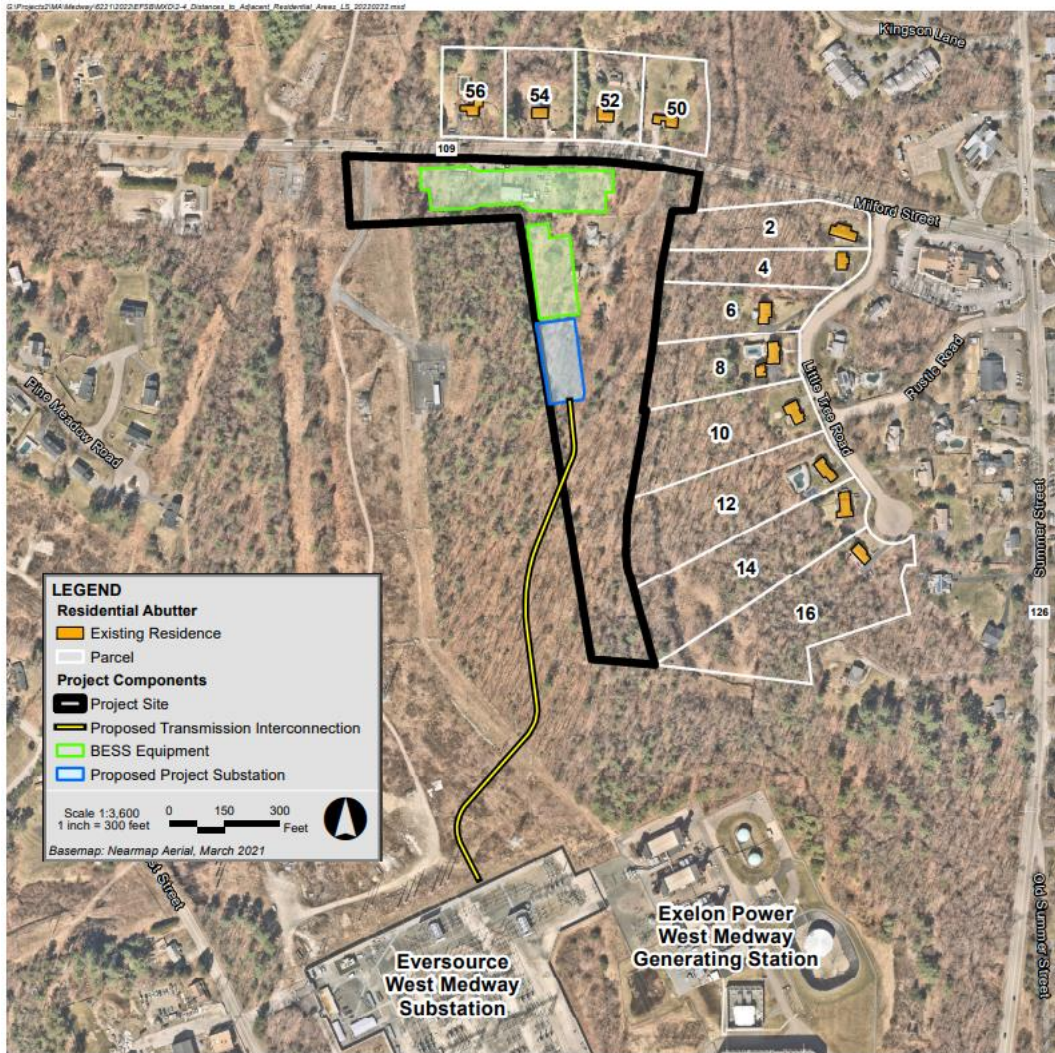 G:\Projects2\MA\Medway\6221\2022\EFSB\MXD\2-4_Distances_to_Adjacent_Residential_Areas_LS_20220222.mxd
Kingson Lane
56
54
52
50
109
Milford Street
2
4
6
8
10
12
14
16
Little Tree Road
Rustic Road
Pine Meadow Road
Summer Street
126
Old Summer Street
LEGEND
Residential Abutter
Existing Residence
Parcel
Project Components
Project Site
Proposed Transmission Interconnection
BESS Equipment
Proposed Project Substation
Scale 1:3,600
1 inch = 300 feet
0 150 300
Feet
Basemap: Nearmap Aerial, March 2021
Street
Eversource
West Medway
Substation
Exelon Power
West Medway
Generating Station